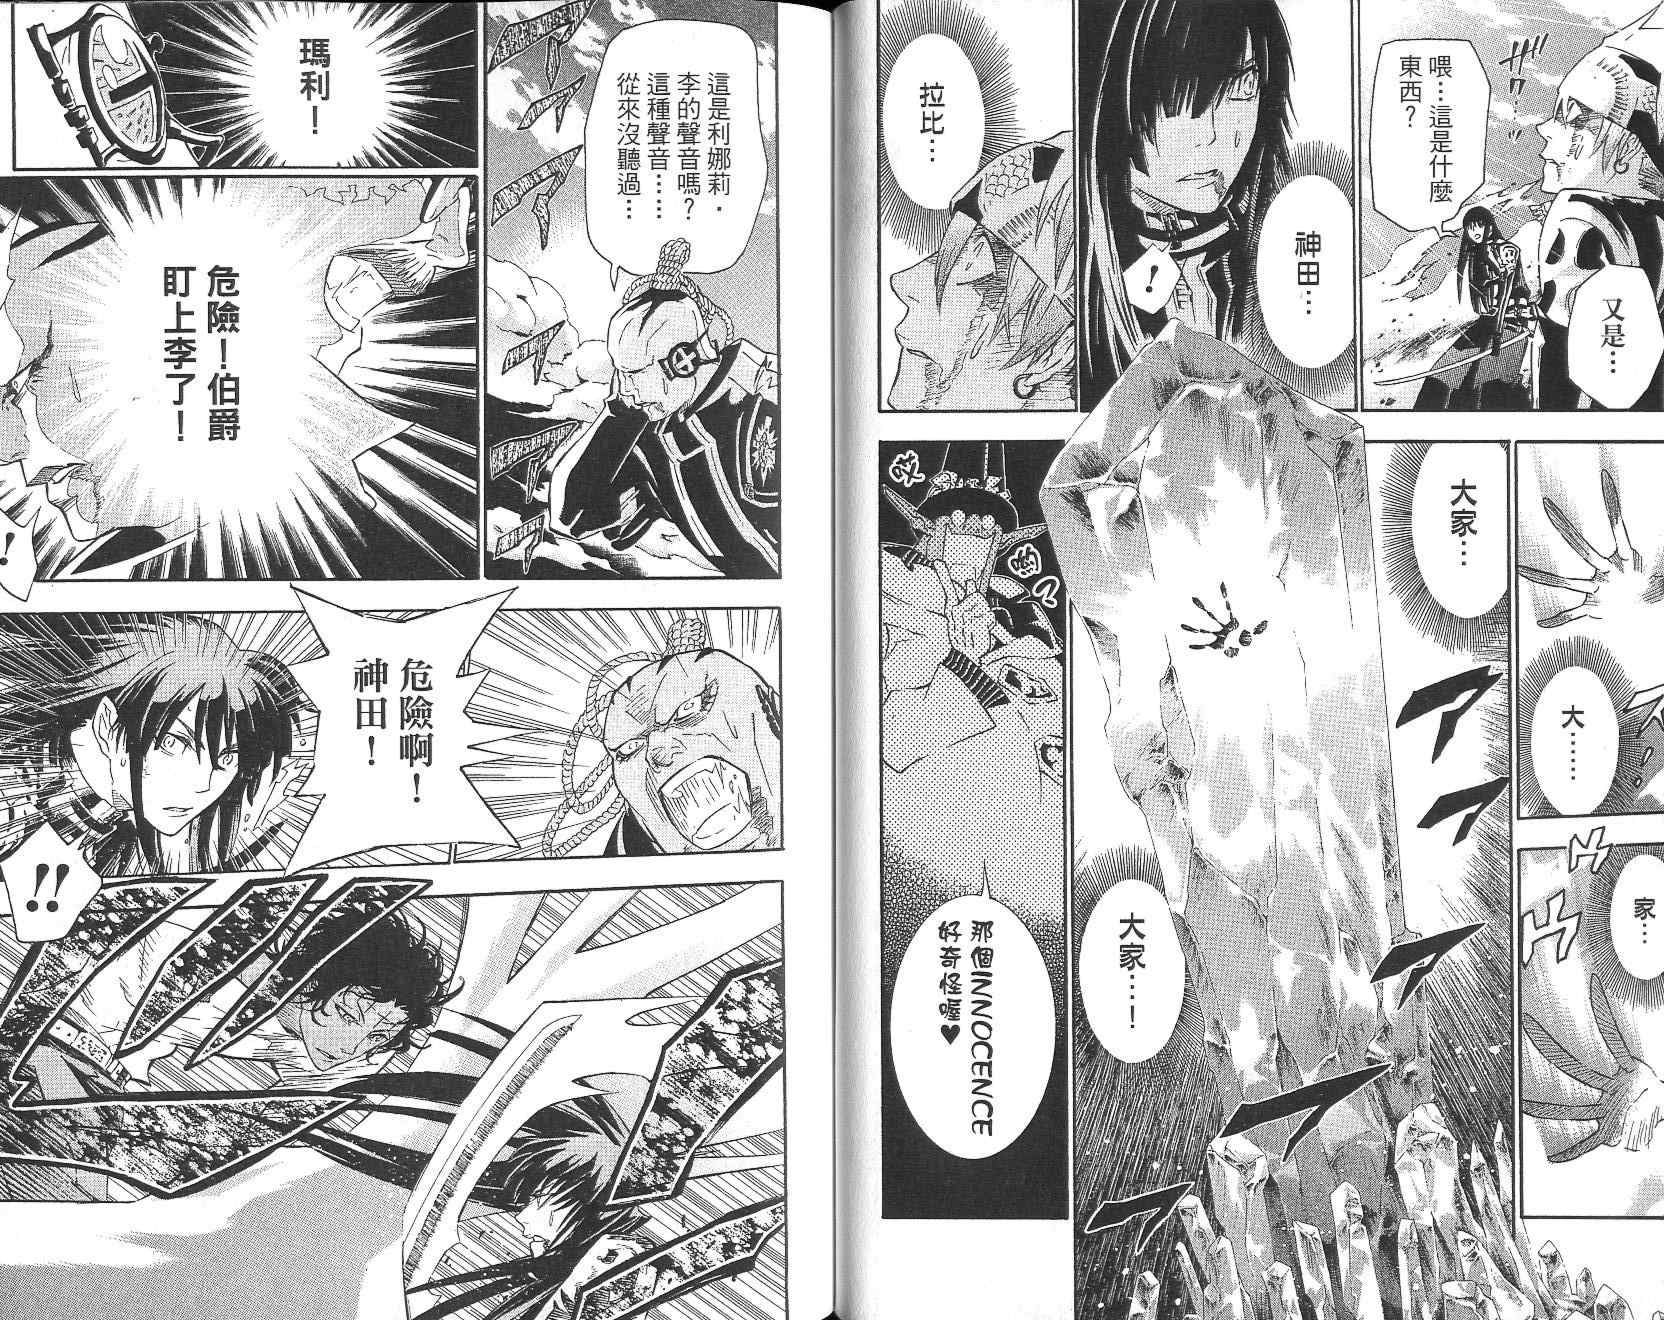 又是…
喂…這是什麼
東西？
神田…
！
拉比…
大……
家…
大家…
大家…！
哎
喲
？
那個INNOCENCE
好奇怪喔♥
這是利娜莉．
李的聲音嗎？
這種聲音……
從來沒聽過…
瑪利！
危險！伯爵
盯上李了！
！
危險啊！
神田！
！！